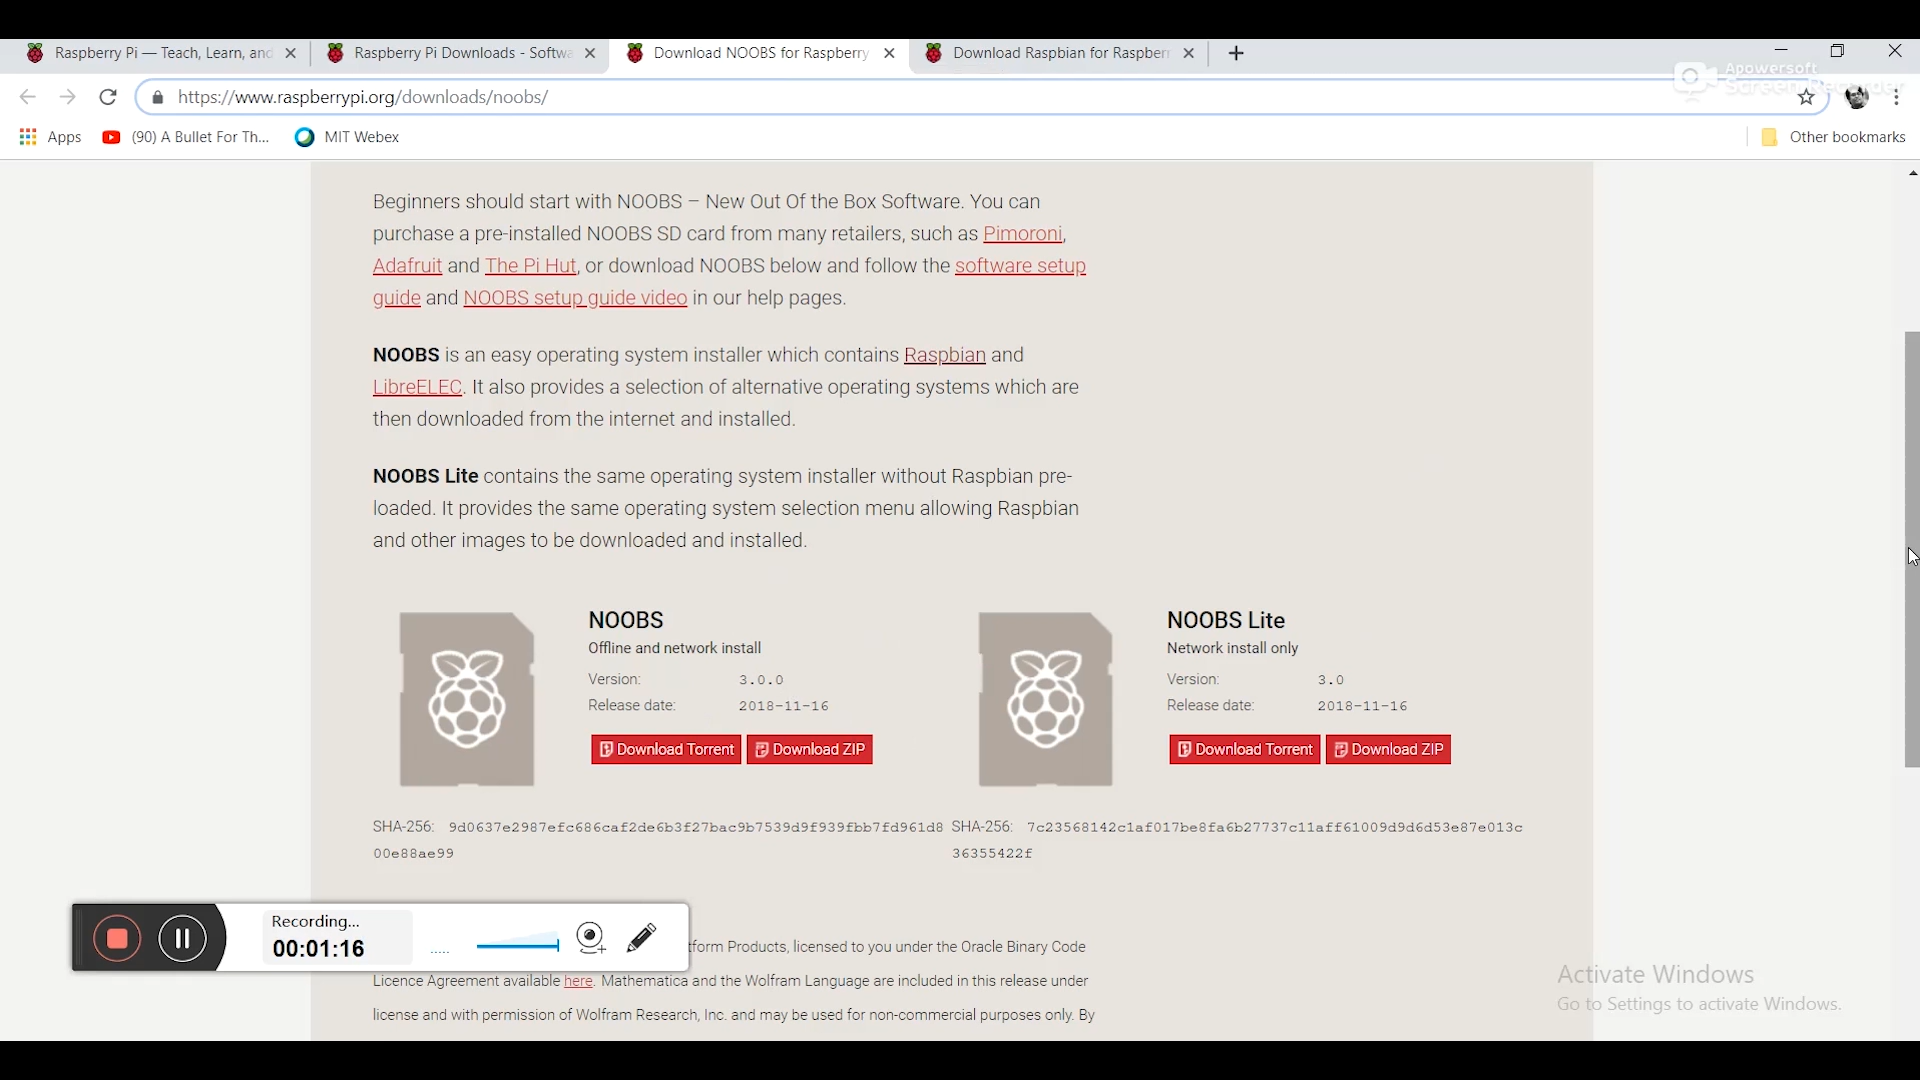 Raspberry Pi — Teach, Learn, and
Raspberry Pi Downloads - Softwa
Download NOOBS for Raspberry
Download Raspbian for Raspberr
Apowersoft
Screen Recorder
https://www.raspberrypi.org/downloads/noobs/
Apps
(90) A Bullet For Th...
MIT Webex
Other bookmarks
Beginners should start with NOOBS – New Out Of the Box Software. You can
purchase a pre-installed NOOBS SD card from many retailers, such as Pimoroni,
Adafruit and The Pi Hut, or download NOOBS below and follow the software setup
guide and NOOBS setup guide video in our help pages.
NOOBS is an easy operating system installer which contains Raspbian and
LibreELEC. It also provides a selection of alternative operating systems which are
then downloaded from the internet and installed.
NOOBS Lite contains the same operating system installer without Raspbian pre-
loaded. It provides the same operating system selection menu allowing Raspbian
and other images to be downloaded and installed.
NOOBS
Offline and network install
Version: 3.0.0
Release date: 2018-11-16
Download Torrent Download ZIP
NOOBS Lite
Network install only
Version: 3.0
Release date: 2018-11-16
Download Torrent Download ZIP
SHA-256: 9d0637e2987efc686caf2de6b3f27bac9b7539d9f939fbb7fd961d8
00e88ae99
SHA-256: 7c23568142c1af017be8fa6b27737c11aff61009d9d6d53e87e013c
36355422f
Recording...
00:01:16
tform Products, licensed to you under the Oracle Binary Code
Licence Agreement available here. Mathematica and the Wolfram Language are included in this release under
license and with permission of Wolfram Research, Inc. and may be used for non-commercial purposes only. By
Activate Windows
Go to Settings to activate Windows.